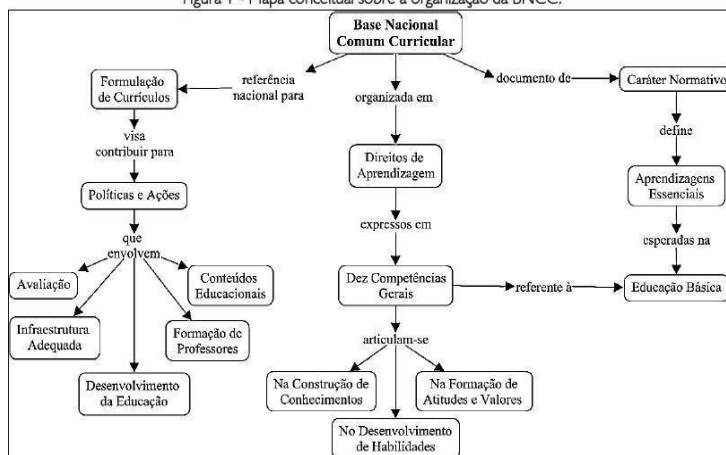 Figura 1 - Mapa conceitual sobre a organização da BNCC.
Base Nacional
Comum Curricular
Formulação
de Currículos
referência
nacional para
organizada em
documento de
Caráter Normativo
visa
contribuir para
define
Direitos de
Aprendizagem
Aprendizagens
Essenciais
Políticas e Ações
expressos em
esperadas na
que
envolvem
Avaliação
Conteúdos
Educacionais
Dez Competências
Gerais
referente à
Educação Básica
Infraestrutura
Adequada
Formação de
Professores
articulam-se
Desenvolvimento
da Educação
Na Construção de
Conhecimentos
Na Formação de
Atitudes e Valores
No Desenvolvimento
de Habilidades